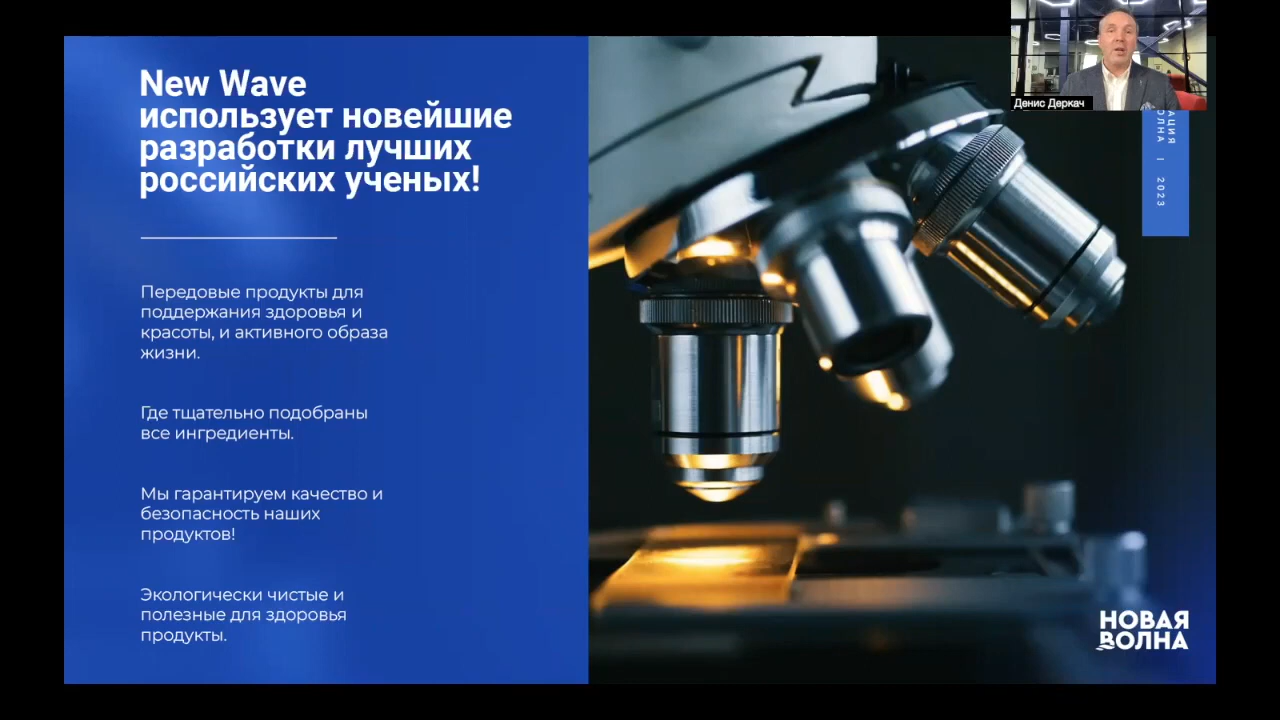 New Wave
использует новейшие
разработки лучших
российских ученых!
Передовые продукты для
поддержания здоровья и
красоты, и активного образа
жизни.
Где тщательно подобраны
все ингредиенты.
Мы гарантируем качество и
безопасность наших
продуктов!
Экологически чистые и
полезные для здоровья
продукты.
Денис Деркач
I 2023
НОВАЯ
ВОЛНА